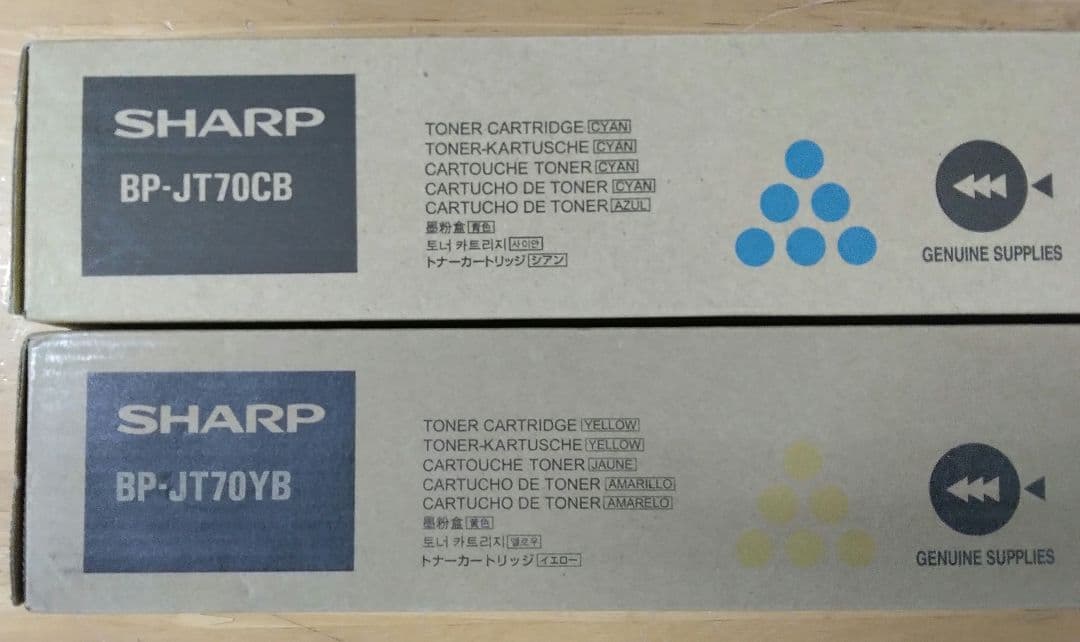 SHARP
BP-JT70CB
TONER CARTRIDGE CYAN
TONER-KARTUSCHE CYAN
CARTOUCHE TONER CYAN
CARTUCHO DE TONER CYAN
CARTUCHO DE TONER AZUL
墨粉盒 青色
토너 카트리지 사이안
トナーカートリッジ シアン
GENUINE SUPPLIES
SHARP
BP-JT70YB
TONER CARTRIDGE YELLOW
TONER-KARTUSCHE YELLOW
CARTOUCHE TONER JAUNE
CARTUCHO DE TONER AMARILLO
CARTUCHO DE TONER AMARELO
墨粉盒 黄色
토너 카트리지 옐로우
トナーカートリッジ イエロー
GENUINE SUPPLIES